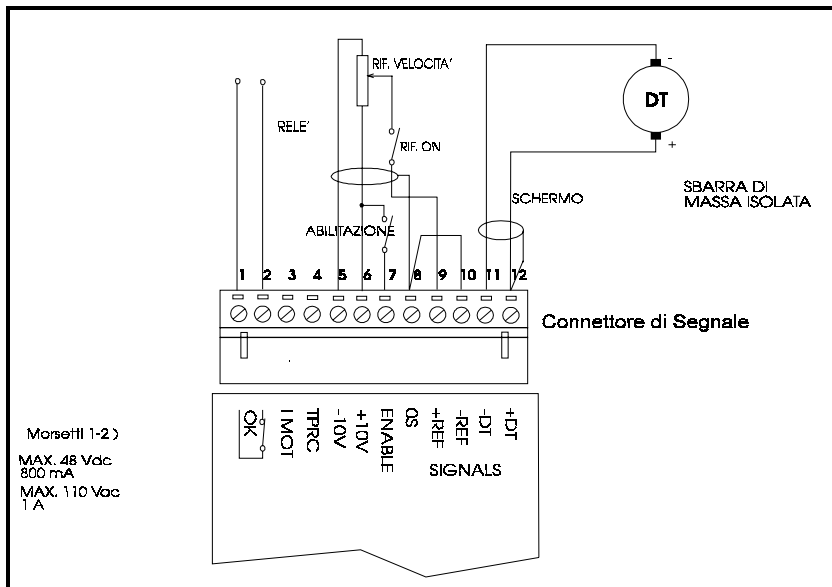 RIF. VELOCITA'
RELE'
RIF. ON
ABILITAZIONE
SCHERMO
-
DT
+
SBARRA DI
MASSA ISOLATA
1 2 3 4 5 6 7 8 9 10 11 12
Connettore di Segnale
OK
I MOT
TPRC
-10V
+10V
ENABLE
0S
+REF
-REF
-DT
+DT
SIGNALS
Morsetti 1-2 )
MAX. 48 Vdc
800 mA
MAX. 110 Vac
1 A